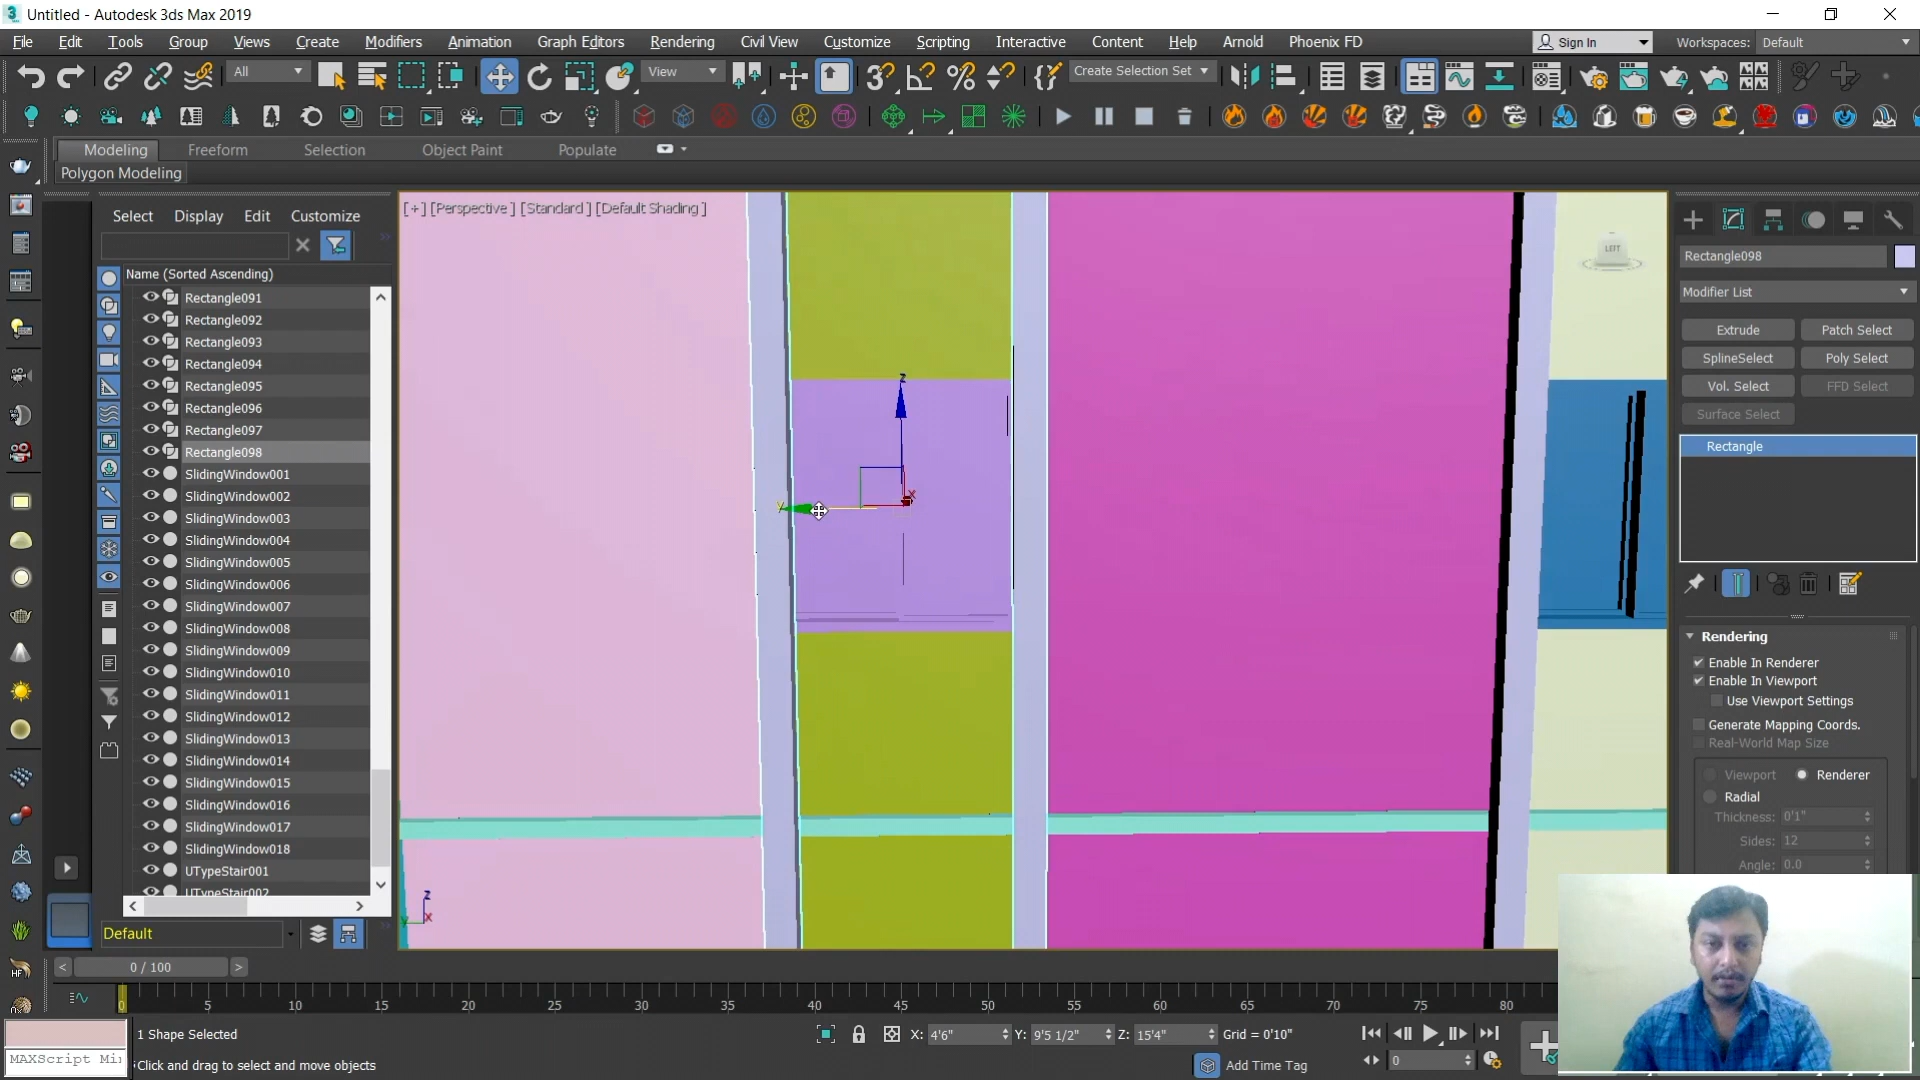 Untitled - Autodesk 3ds Max 2019
File Edit Tools Group Views Create Modifiers Animation Graph Editors Rendering Civil View Customize Scripting Interactive Content Help Arnold Phoenix FD Sign In Workspaces: Default
All View Create Selection Set
Modeling Freeform Selection Object Paint Populate
Polygon Modeling
Select Display Edit Customize
Name (Sorted Ascending)
Rectangle091
Rectangle092
Rectangle093
Rectangle094
Rectangle095
Rectangle096
Rectangle097
Rectangle098
SlidingWindow001
SlidingWindow002
SlidingWindow003
SlidingWindow004
SlidingWindow005
SlidingWindow006
SlidingWindow007
SlidingWindow008
SlidingWindow009
SlidingWindow010
SlidingWindow011
SlidingWindow012
SlidingWindow013
SlidingWindow014
SlidingWindow015
SlidingWindow016
SlidingWindow017
SlidingWindow018
UTypeStair001
UTypeStair002
Default
[+] [Perspective] [Standard] [Default Shading]
LEFT
z
y
x
z
y
x
Rectangle098
Modifier List
Extrude Patch Select
SplineSelect Poly Select
Vol. Select FFD Select
Surface Select
Rectangle
Rendering
Enable In Renderer
Enable In Viewport
Use Viewport Settings
Generate Mapping Coords.
Real-World Map Size
Viewport Renderer
Radial
Thickness: 0'1"
Sides: 12
Angle: 0.0
< 0 / 100 >
0 5 10 15 20 25 30 35 40 45 50 55 60 65 70 75 80
1 Shape Selected X: 4'6" Y: 9'5 1/2" Z: 15'4" Grid = 0'10"
MAXScript Mi
Click and drag to select and move objects Add Time Tag 0